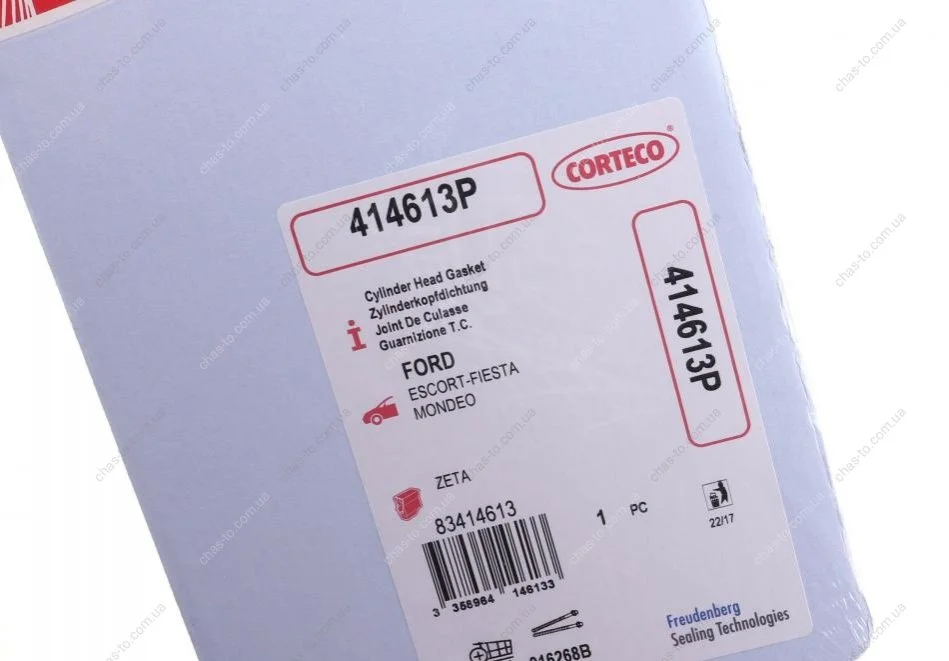 CORTECO®
414613P
414613P
Cylinder Head Gasket
Zylinderkopfdichtung
Joint De Culasse
Guarnizione T.C.
FORD
ESCORT-FIESTA
MONDEO
ZETA
83414613
1 PC
22/17
3 358964 146133
Freudenberg
Sealing Technologies
016268B
chas-to.com.ua